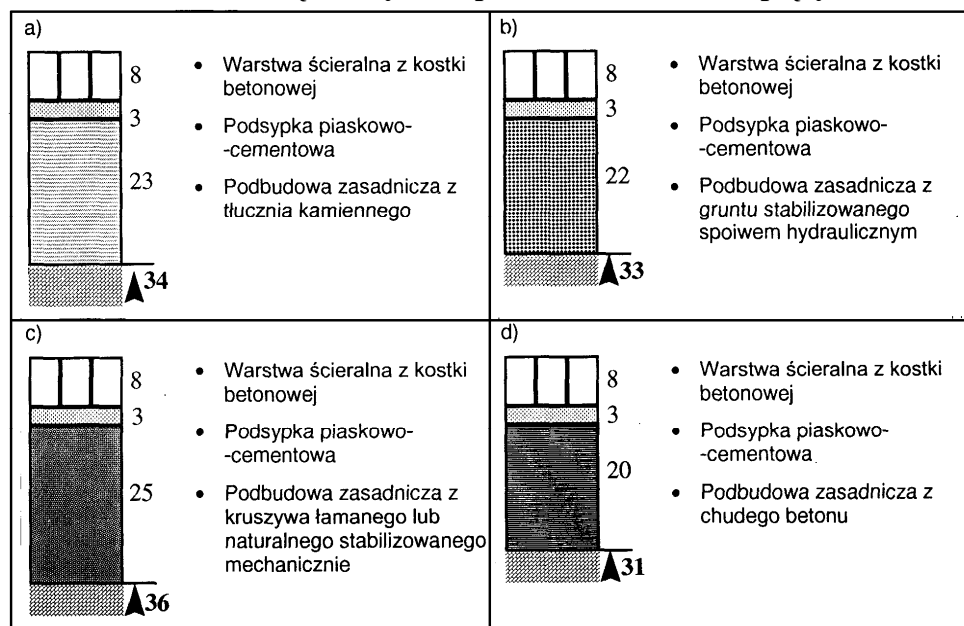 a)
8
3
23
34
• Warstwa ścieralna z kostki
betonowej
• Podsypka piaskowo-
-cementowa
• Podbudowa zasadnicza z
tłucznia kamiennego
b)
8
3
22
33
• Warstwa ścieralna z kostki
betonowej
• Podsypka piaskowo-
-cementowa
• Podbudowa zasadnicza z
gruntu stabilizowanego
spoiwem hydraulicznym
c)
8
3
25
36
• Warstwa ścieralna z kostki
betonowej
• Podsypka piaskowo-
-cementowa
• Podbudowa zasadnicza z
kruszywa łamanego lub
naturalnego stabilizowanego
mechanicznie
d)
8
3
20
31
• Warstwa ścieralna z kostki
betonowej
• Podsypka piaskowo-
-cementowa
• Podbudowa zasadnicza z
chudego betonu